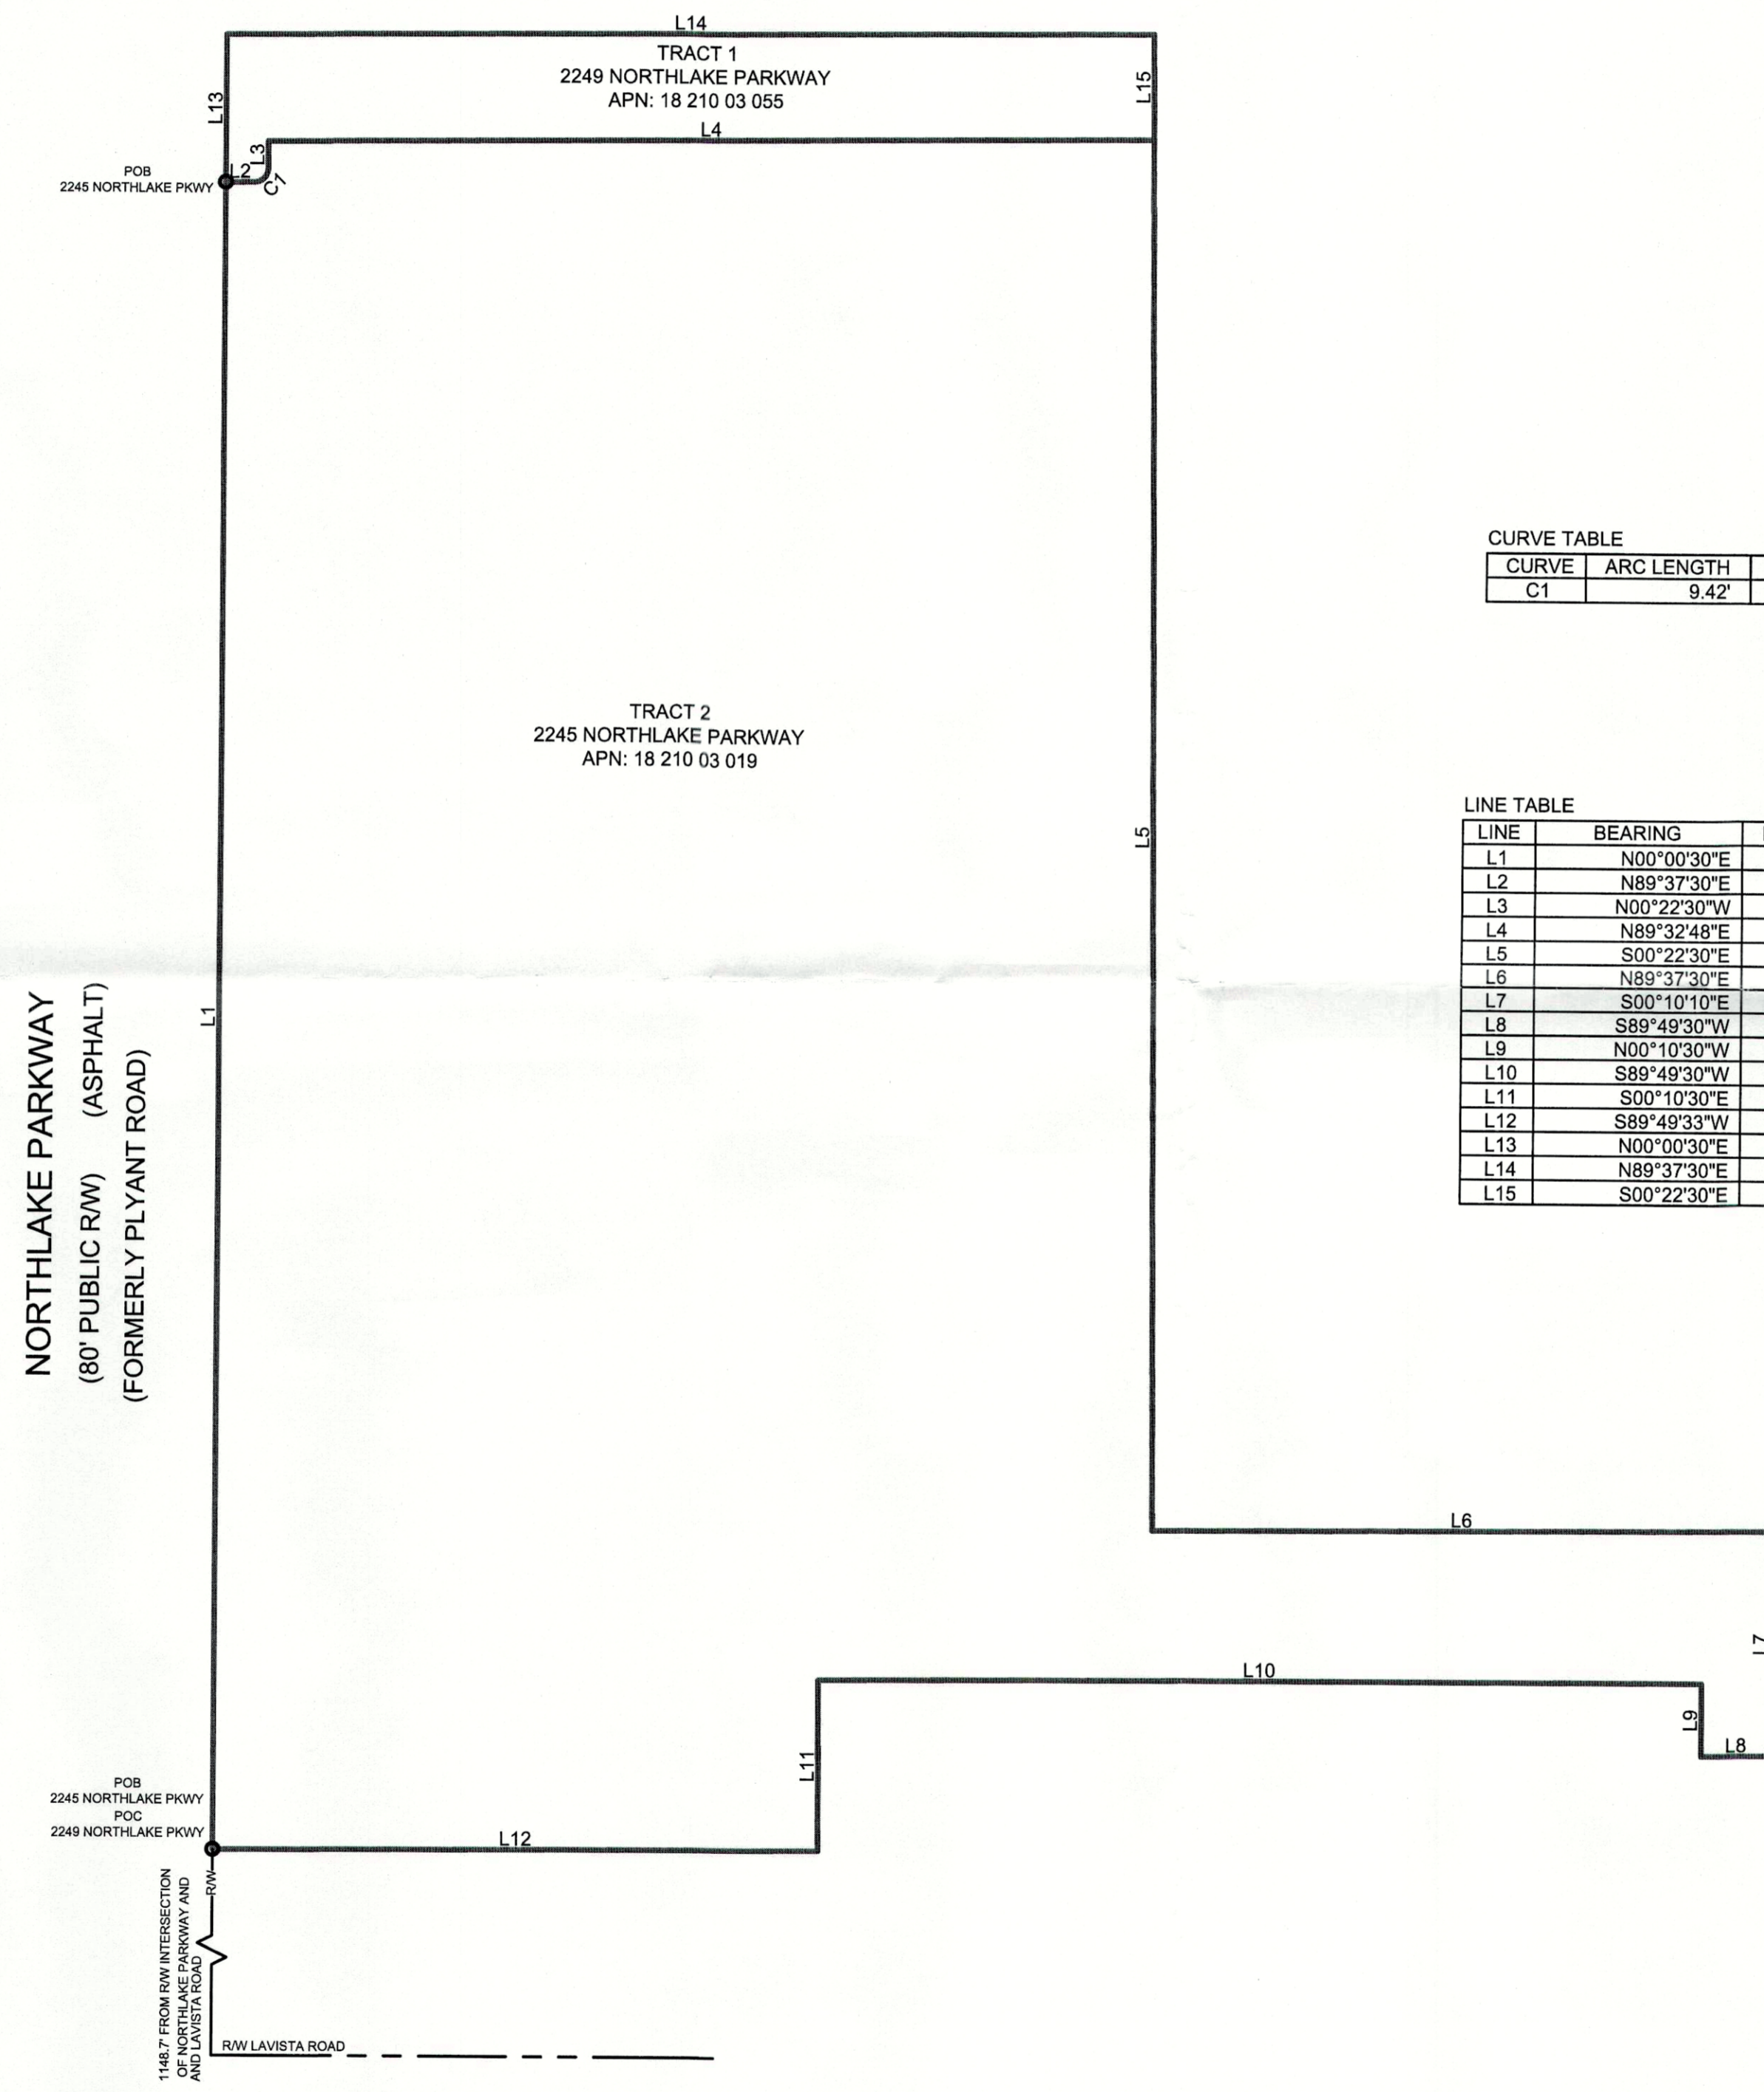 L14
TRACT 1
2249 NORTHLAKE PARKWAY
APN: 18 210 03 055
L13
L15
L4
L3
L2
C1
POB
2245 NORTHLAKE PKWY
CURVE TABLE
CURVE ARC LENGTH
C1 9.42'
TRACT 2
2245 NORTHLAKE PARKWAY
APN: 18 210 03 019
L5
LINE TABLE
LINE BEARING
L1 N00°00'30"E
L2 N89°37'30"E
L3 N00°22'30"W
L4 N89°32'48"E
L5 S00°22'30"E
L6 N89°37'30"E
L7 S00°10'10"E
L8 S89°49'30"W
L9 N00°10'30"W
L10 S89°49'30"W
L11 S00°10'30"E
L12 S89°49'33"W
L13 N00°00'30"E
L14 N89°37'30"E
L15 S00°22'30"E
L1
NORTHLAKE PARKWAY
(80' PUBLIC R/W) (ASPHALT)
(FORMERLY PLYANT ROAD)
L6
L7
L10
L9
L8
L11
POB
2245 NORTHLAKE PKWY
POC
2249 NORTHLAKE PKWY
L12
R/W
1148.7' FROM R/W INTERSECTION
OF NORTHLAKE PARKWAY AND
AND LAVISTA ROAD
R/W LAVISTA ROAD